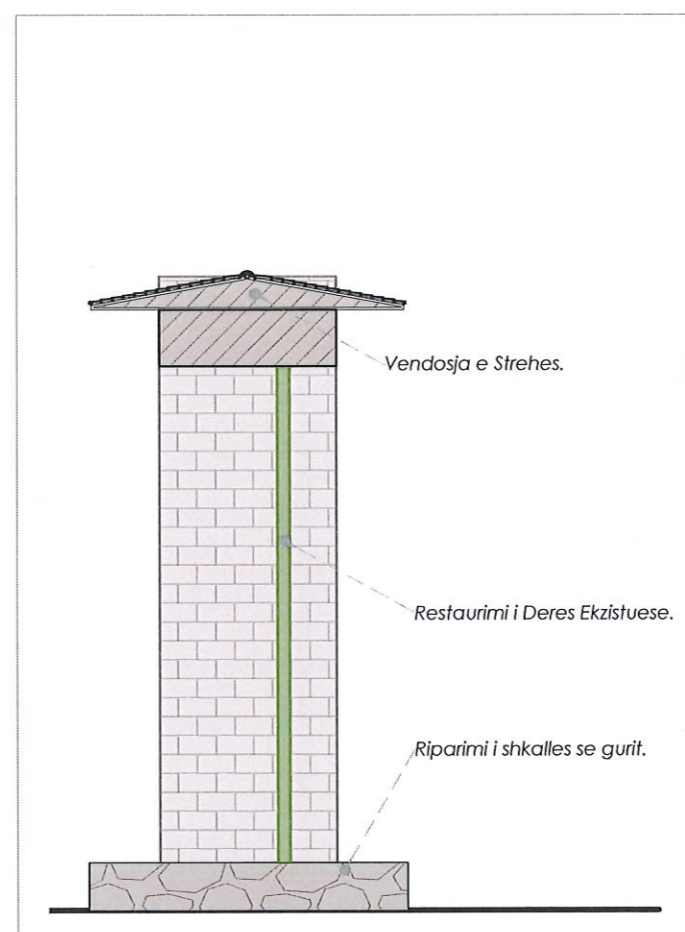 Vendosja e Strehes.
Restaurimi i Deres Ekzistuese.
Riparimi i shkalles se gurit.